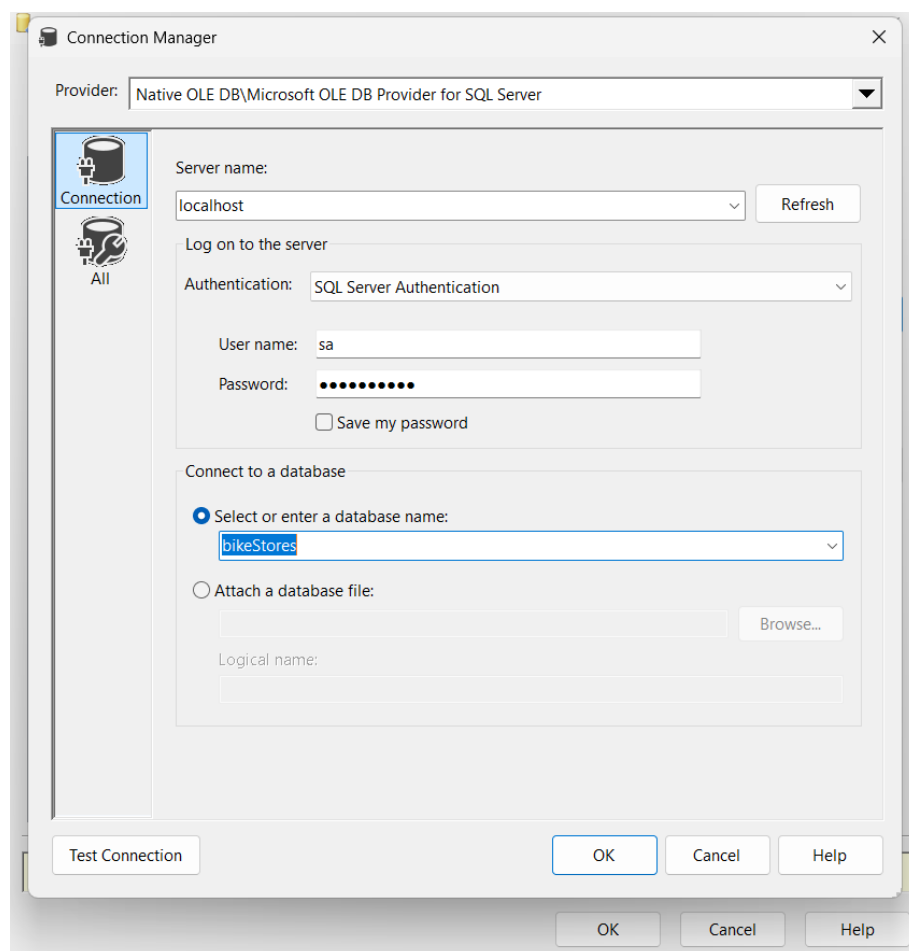 Connection Manager
Provider: Native OLE DB\Microsoft OLE DB Provider for SQL Server
Connection
All
Server name:
localhost
Refresh
Log on to the server
Authentication: SQL Server Authentication
User name: sa
Password: ●●●●●●●●●●
Save my password
Connect to a database
Select or enter a database name:
bikeStores
Attach a database file:
Browse...
Logical name:
Test Connection OK Cancel Help
OK Cancel Help